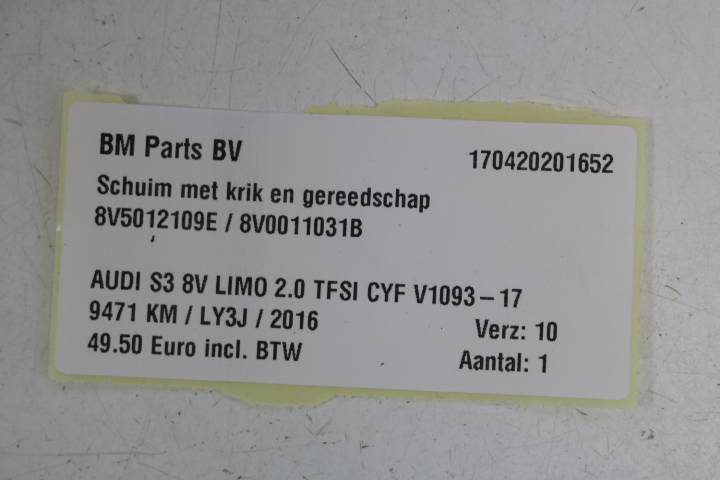 BM Parts BV
170420201652
Schuim met krik en gereedschap
8V5012109E / 8V0011031B
AUDI S3 8V LIMO 2.0 TFSI CYF V1093-17
9471 KM / LY3J / 2016
Verz: 10
49.50 Euro incl. BTW
Aantal: 1